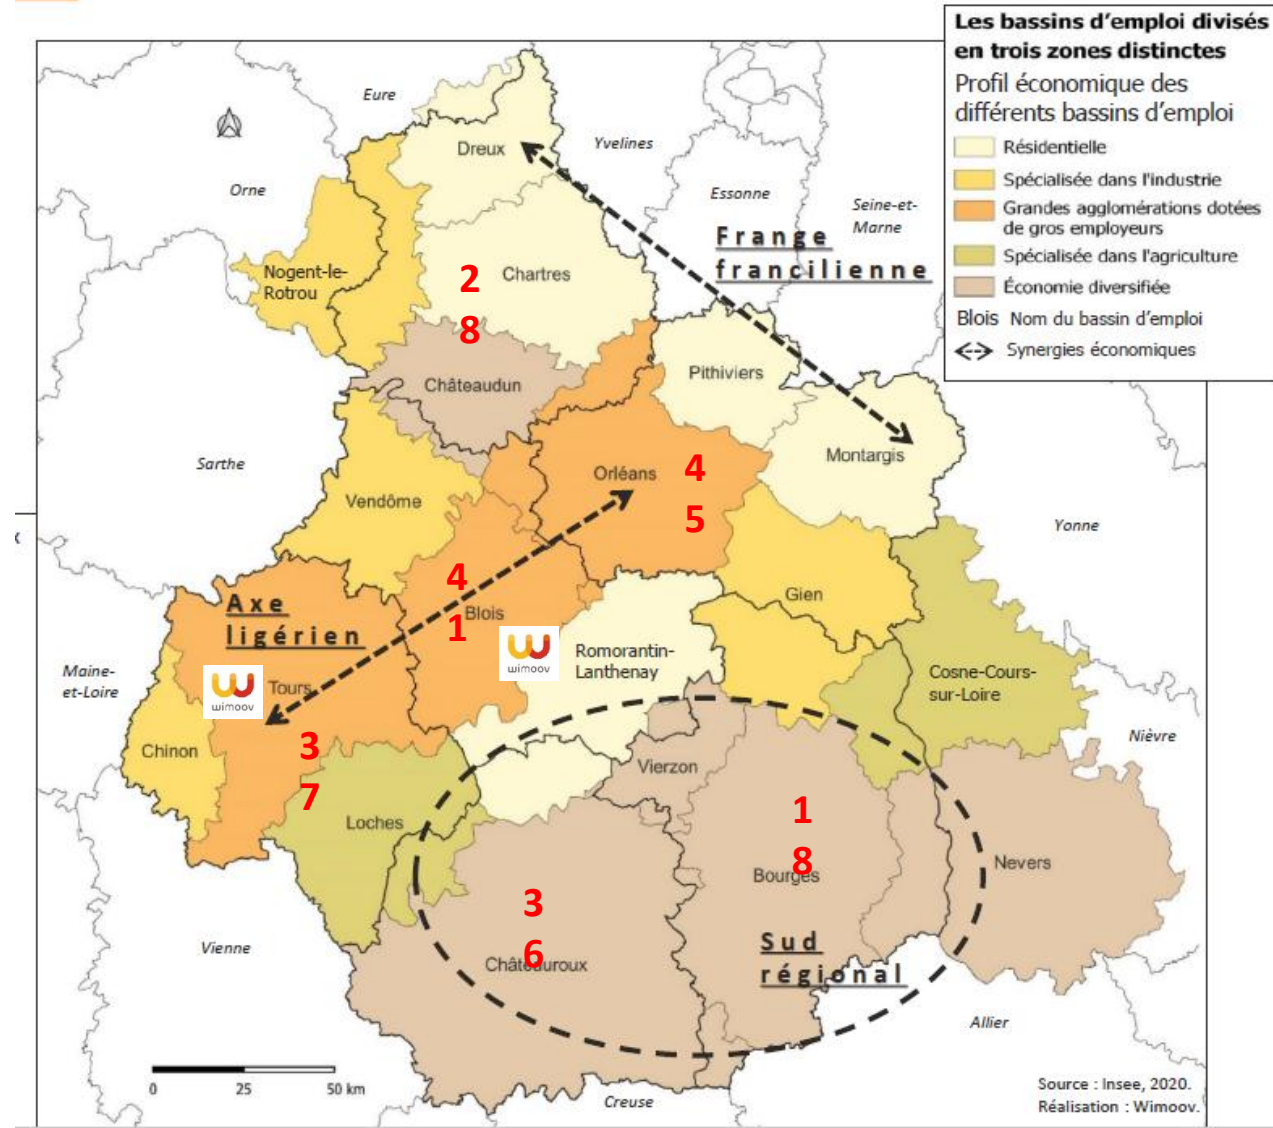 Les bassins d'emploi divisés
en trois zones distinctes
Profil économique des
différents bassins d'emploi
Résidentielle
Spécialisée dans l'industrie
Grandes agglomérations dotées
de gros employeurs
Spécialisée dans l'agriculture
Économie diversifiée
Blois Nom du bassin d'emploi
Synergies économiques
Eure
Dreux
Yvelines
Orne
Essonne
Seine-et-
Marne
Frange
francilienne
Nogent-le-
Rotrou
2
8
Chartres
Châteaudun
Pithiviers
Sarthe
Orléans
4
5
Montargis
Vendôme
Yonne
4
1
Blois
Gien
Axe
ligérien
wimoov
Romorantin-
Lanthenay
Maine-
et-Loire
wimoov
Tours
Cosne-Cours-
sur-Loire
Chinon
3
7
Vierzon
Nièvre
Loches
1
8
Bourges
Nevers
3
6
Châteauroux
Vienne
Sud
régional
Allier
0 25 50 km
Creuse
Source : Insee, 2020.
Réalisation : Wimoov.